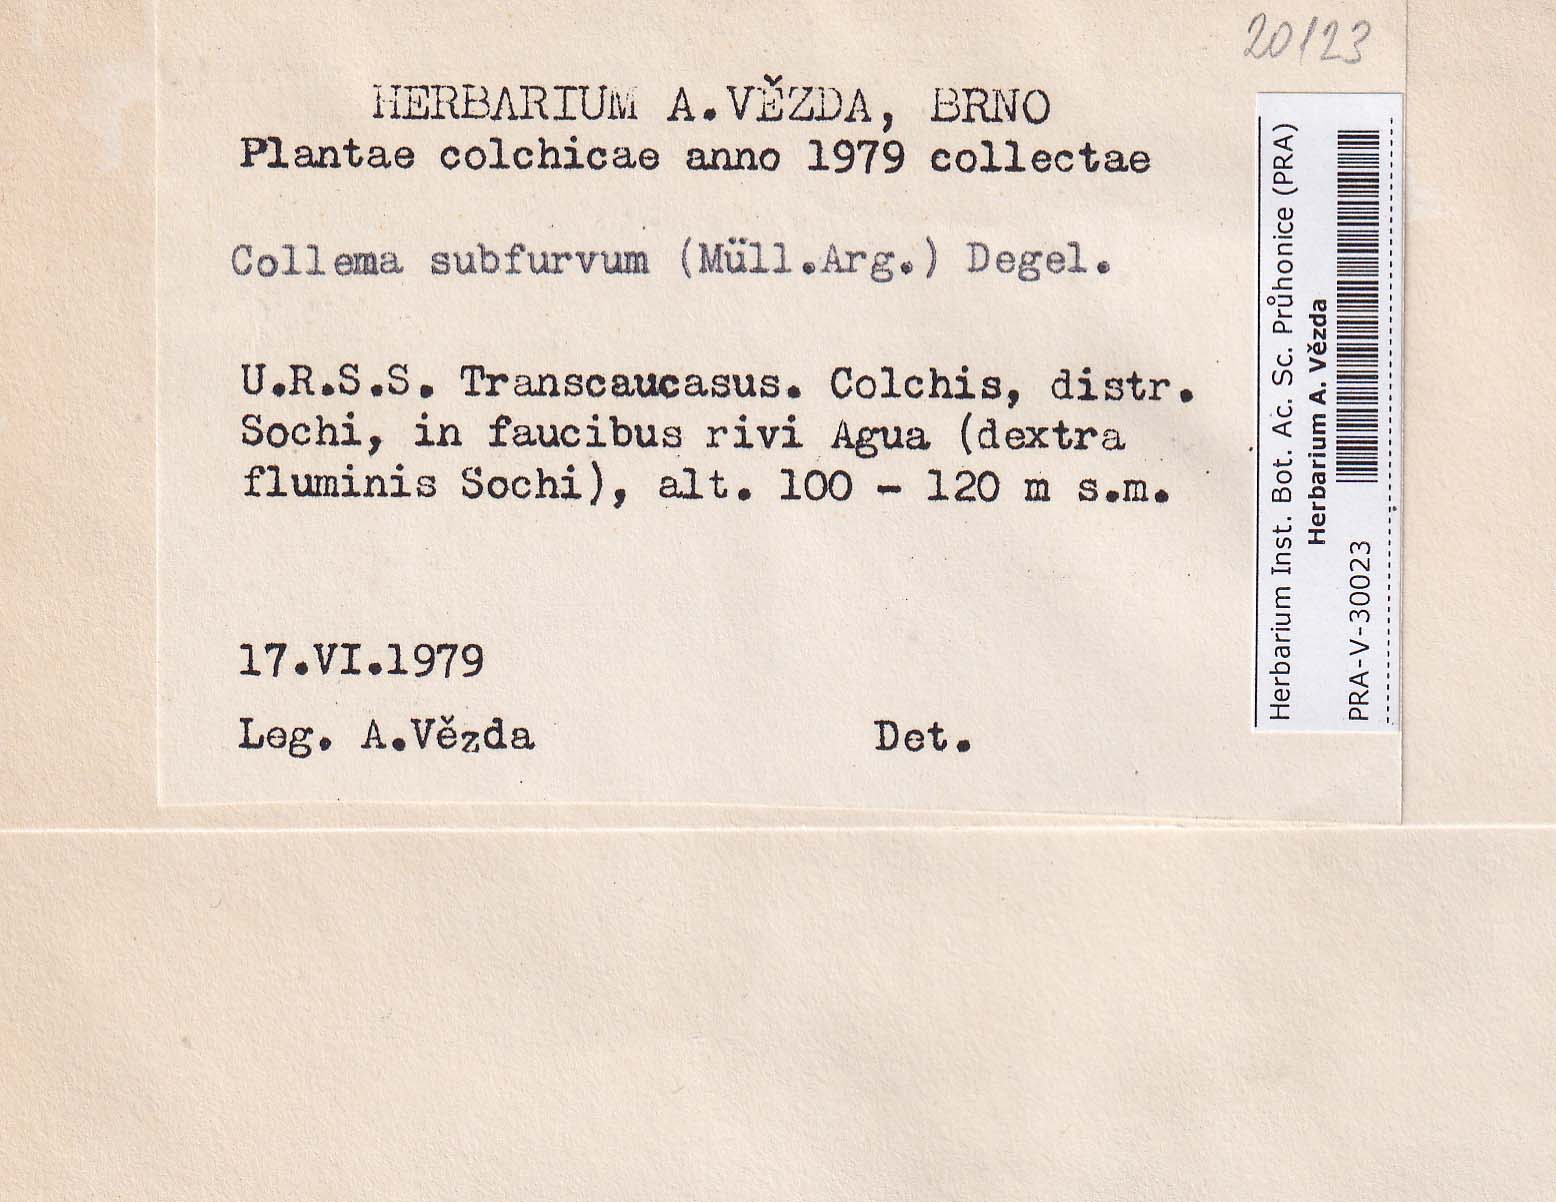 20/23
HERBARIUM A.VĚZDA, BRNO
Plantae colchicae anno 1979 collectae
Collema subfurvum (Müll.Arg.) Degel.
U.R.S.S. Transcaucasus. Colchis, distr.
Sochi, in faucibus rivi Agua (dextra
fluminis Sochi), alt. 100 - 120 m s.m.
17.VI.1979
Leg. A.Vězda Det.
Herbarium Inst. Bot. Ac. Sc. Průhonice (PRA)
Herbarium A. Vězda
PRA-V-30023